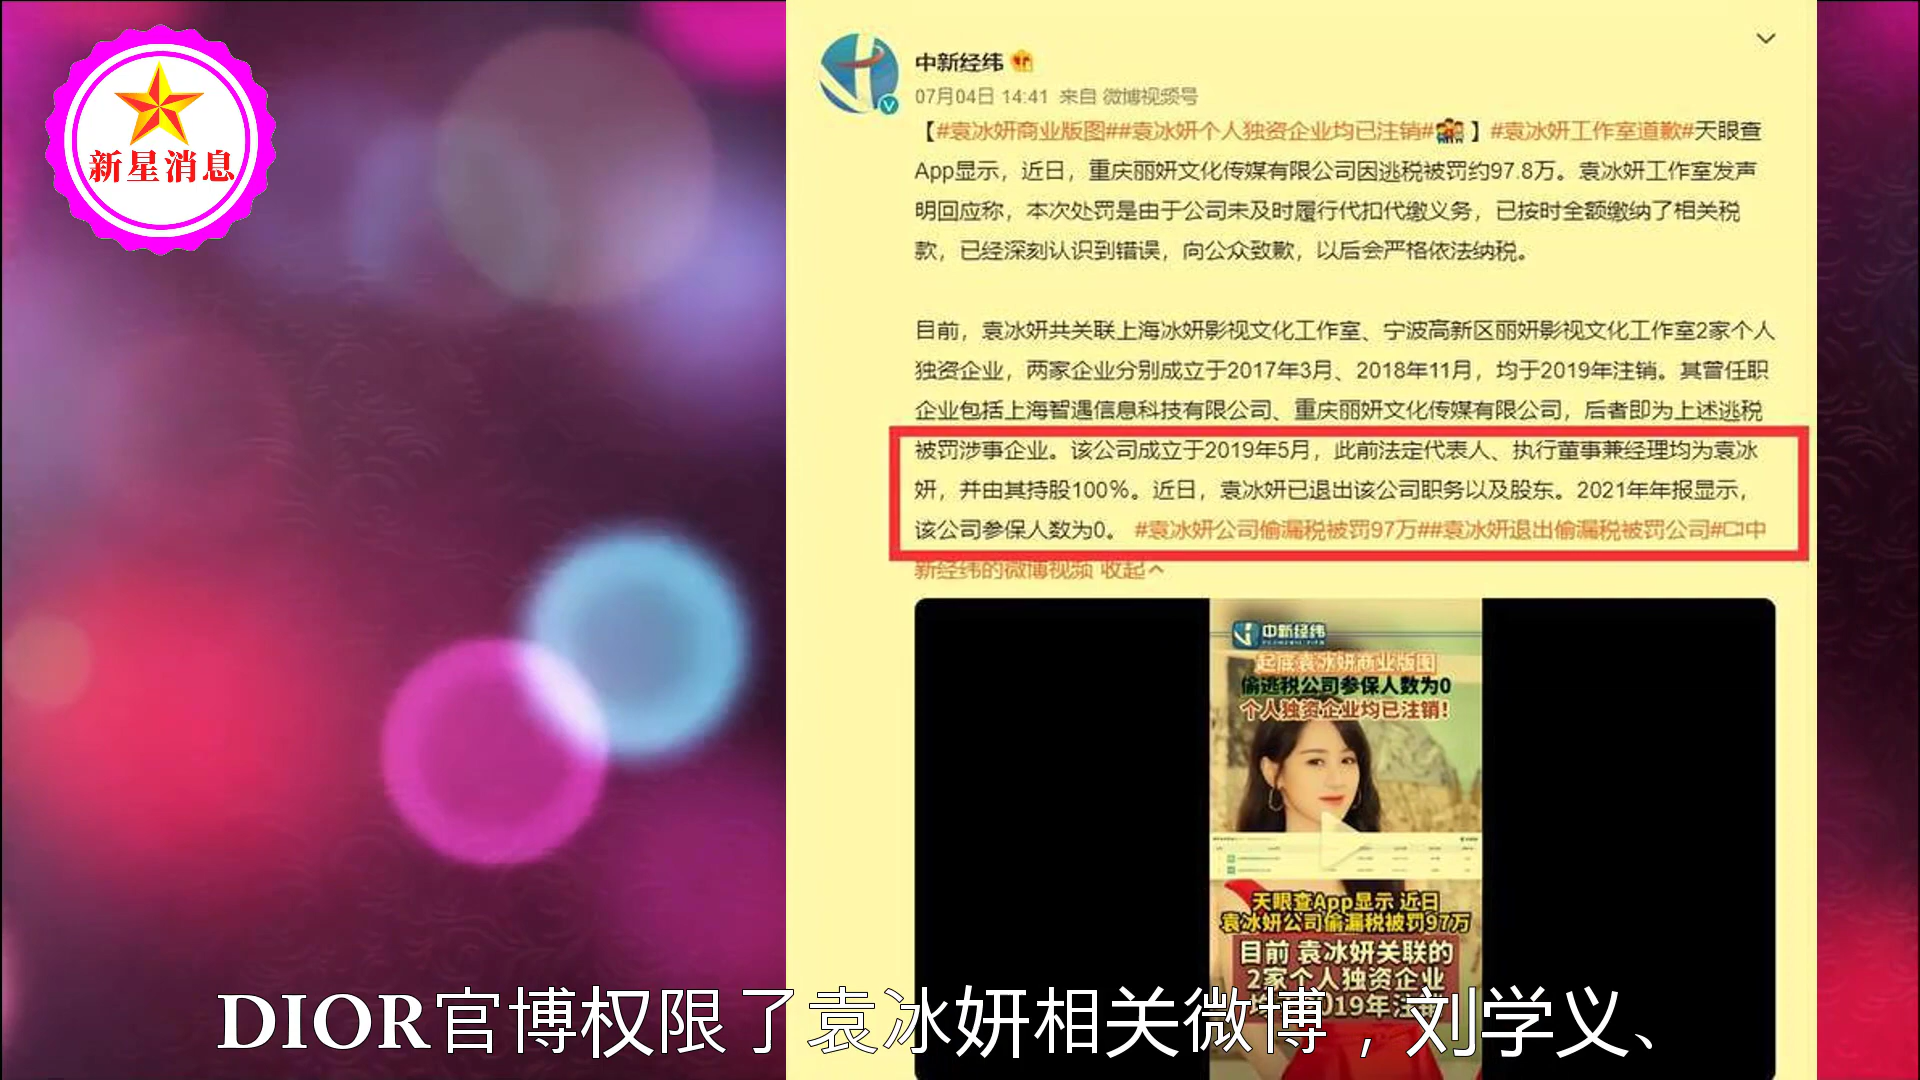 新星消息
中新经纬
07月04日 14:41 来自 微博视频号
【#袁冰妍商业版图##袁冰妍个人独资企业均已注销#】#袁冰妍工作室道歉#天眼查
App显示，近日，重庆丽妍文化传媒有限公司因逃税被罚约97.8万。袁冰妍工作室发声
明回应称，本次处罚是由于公司未及时履行代扣代缴义务，已按时全额缴纳了相关税
款，已经深刻认识到错误，向公众致歉，以后会严格依法纳税。
目前，袁冰妍共关联上海冰妍影视文化工作室、宁波高新区丽妍影视文化工作室2家个人
独资企业，两家企业分别成立于2017年3月、2018年11月，均于2019年注销。其曾任职
企业包括上海智遇信息科技有限公司、重庆丽妍文化传媒有限公司，后者即为上述逃税
被罚涉事企业。该公司成立于2019年5月，此前法定代表人、执行董事兼经理均为袁冰
妍，并由其持股100%。近日，袁冰妍已退出该公司职务以及股东。2021年年报显示，
该公司参保人数为0。 #袁冰妍公司偷漏税被罚97万##袁冰妍退出偷漏税被罚公司#中
新经纬的微博视频 收起
中新经纬
起底袁冰妍商业版图
偷逃税公司参保人数为0
个人独资企业均已注销!
天眼查App显示 近日
袁冰妍公司偷漏税被罚97万
目前 袁冰妍关联的
2家个人独资企业
019年注
DIOR官博权限了袁冰妍相关微博，刘学义、